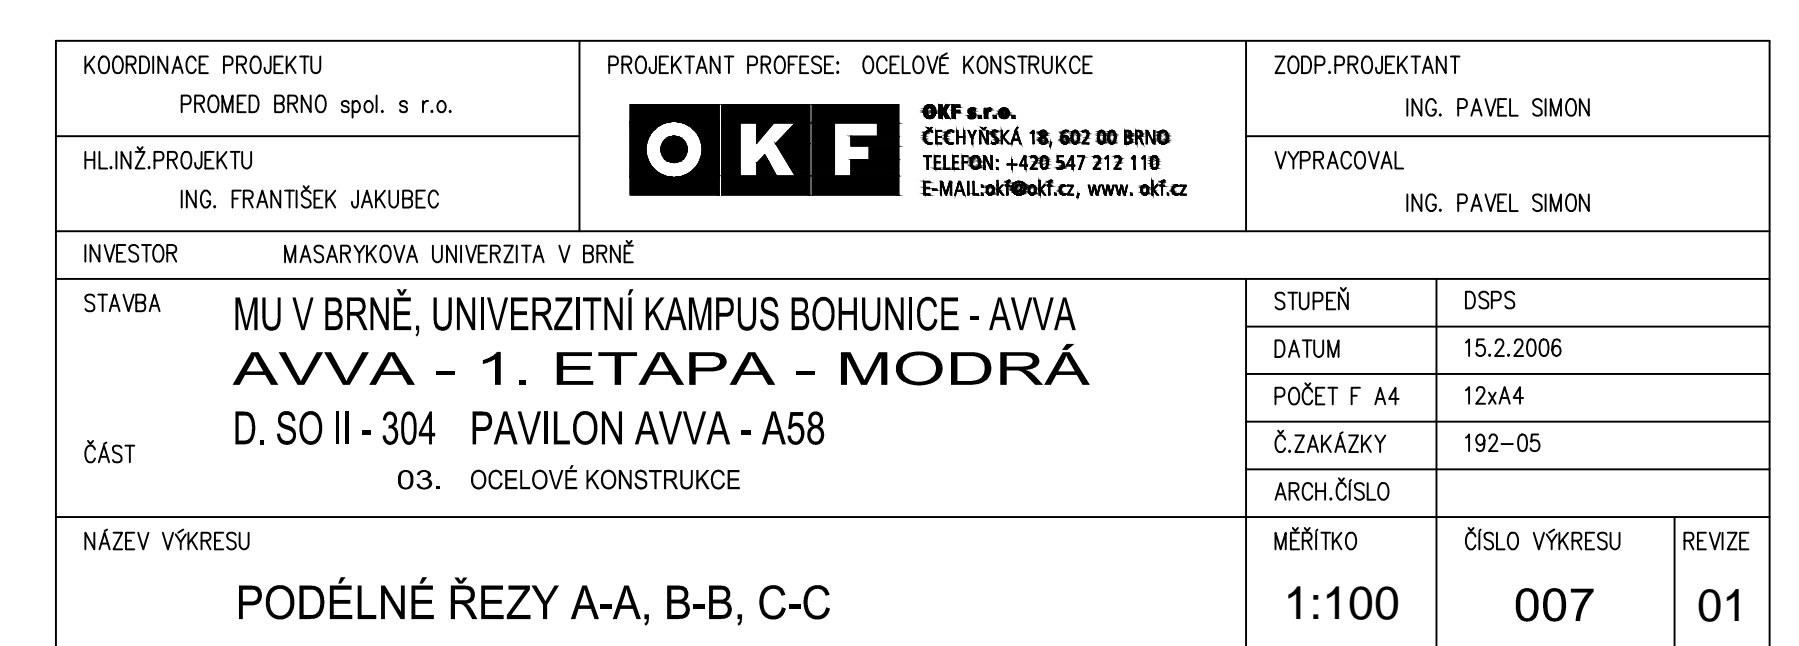 KOORDINACE PROJEKTU
PROMED BRNO spol. s r.o.
HL.INŽ.PROJEKTU
ING. FRANTIŠEK JAKUBEC
PROJEKTANT PROFESE: OCELOVÉ KONSTRUKCE
OKF
OKF s.r.o.
ČECHYŇSKÁ 18, 602 00 BRNO
TELEFON: +420 547 212 110
E-MAIL:okf@okf.cz, www. okf.cz
ZODP.PROJEKTANT
ING. PAVEL SIMON
VYPRACOVAL
ING. PAVEL SIMON
INVESTOR MASARYKOVA UNIVERZITA V BRNĚ
STAVBA MU V BRNĚ, UNIVERZITNÍ KAMPUS BOHUNICE - AVVA
AVVA - 1. ETAPA - MODRÁ
D. SO II - 304 PAVILON AVVA - A58
ČÁST
03. OCELOVÉ KONSTRUKCE
STUPEŇ DSPS
DATUM 15.2.2006
POČET F A4 12xA4
Č.ZAKÁZKY 192-05
ARCH.ČÍSLO
NÁZEV VÝKRESU
PODÉLNÉ ŘEZY A-A, B-B, C-C
MĚŘÍTKO
1:100
ČÍSLO VÝKRESU
007
REVIZE
01